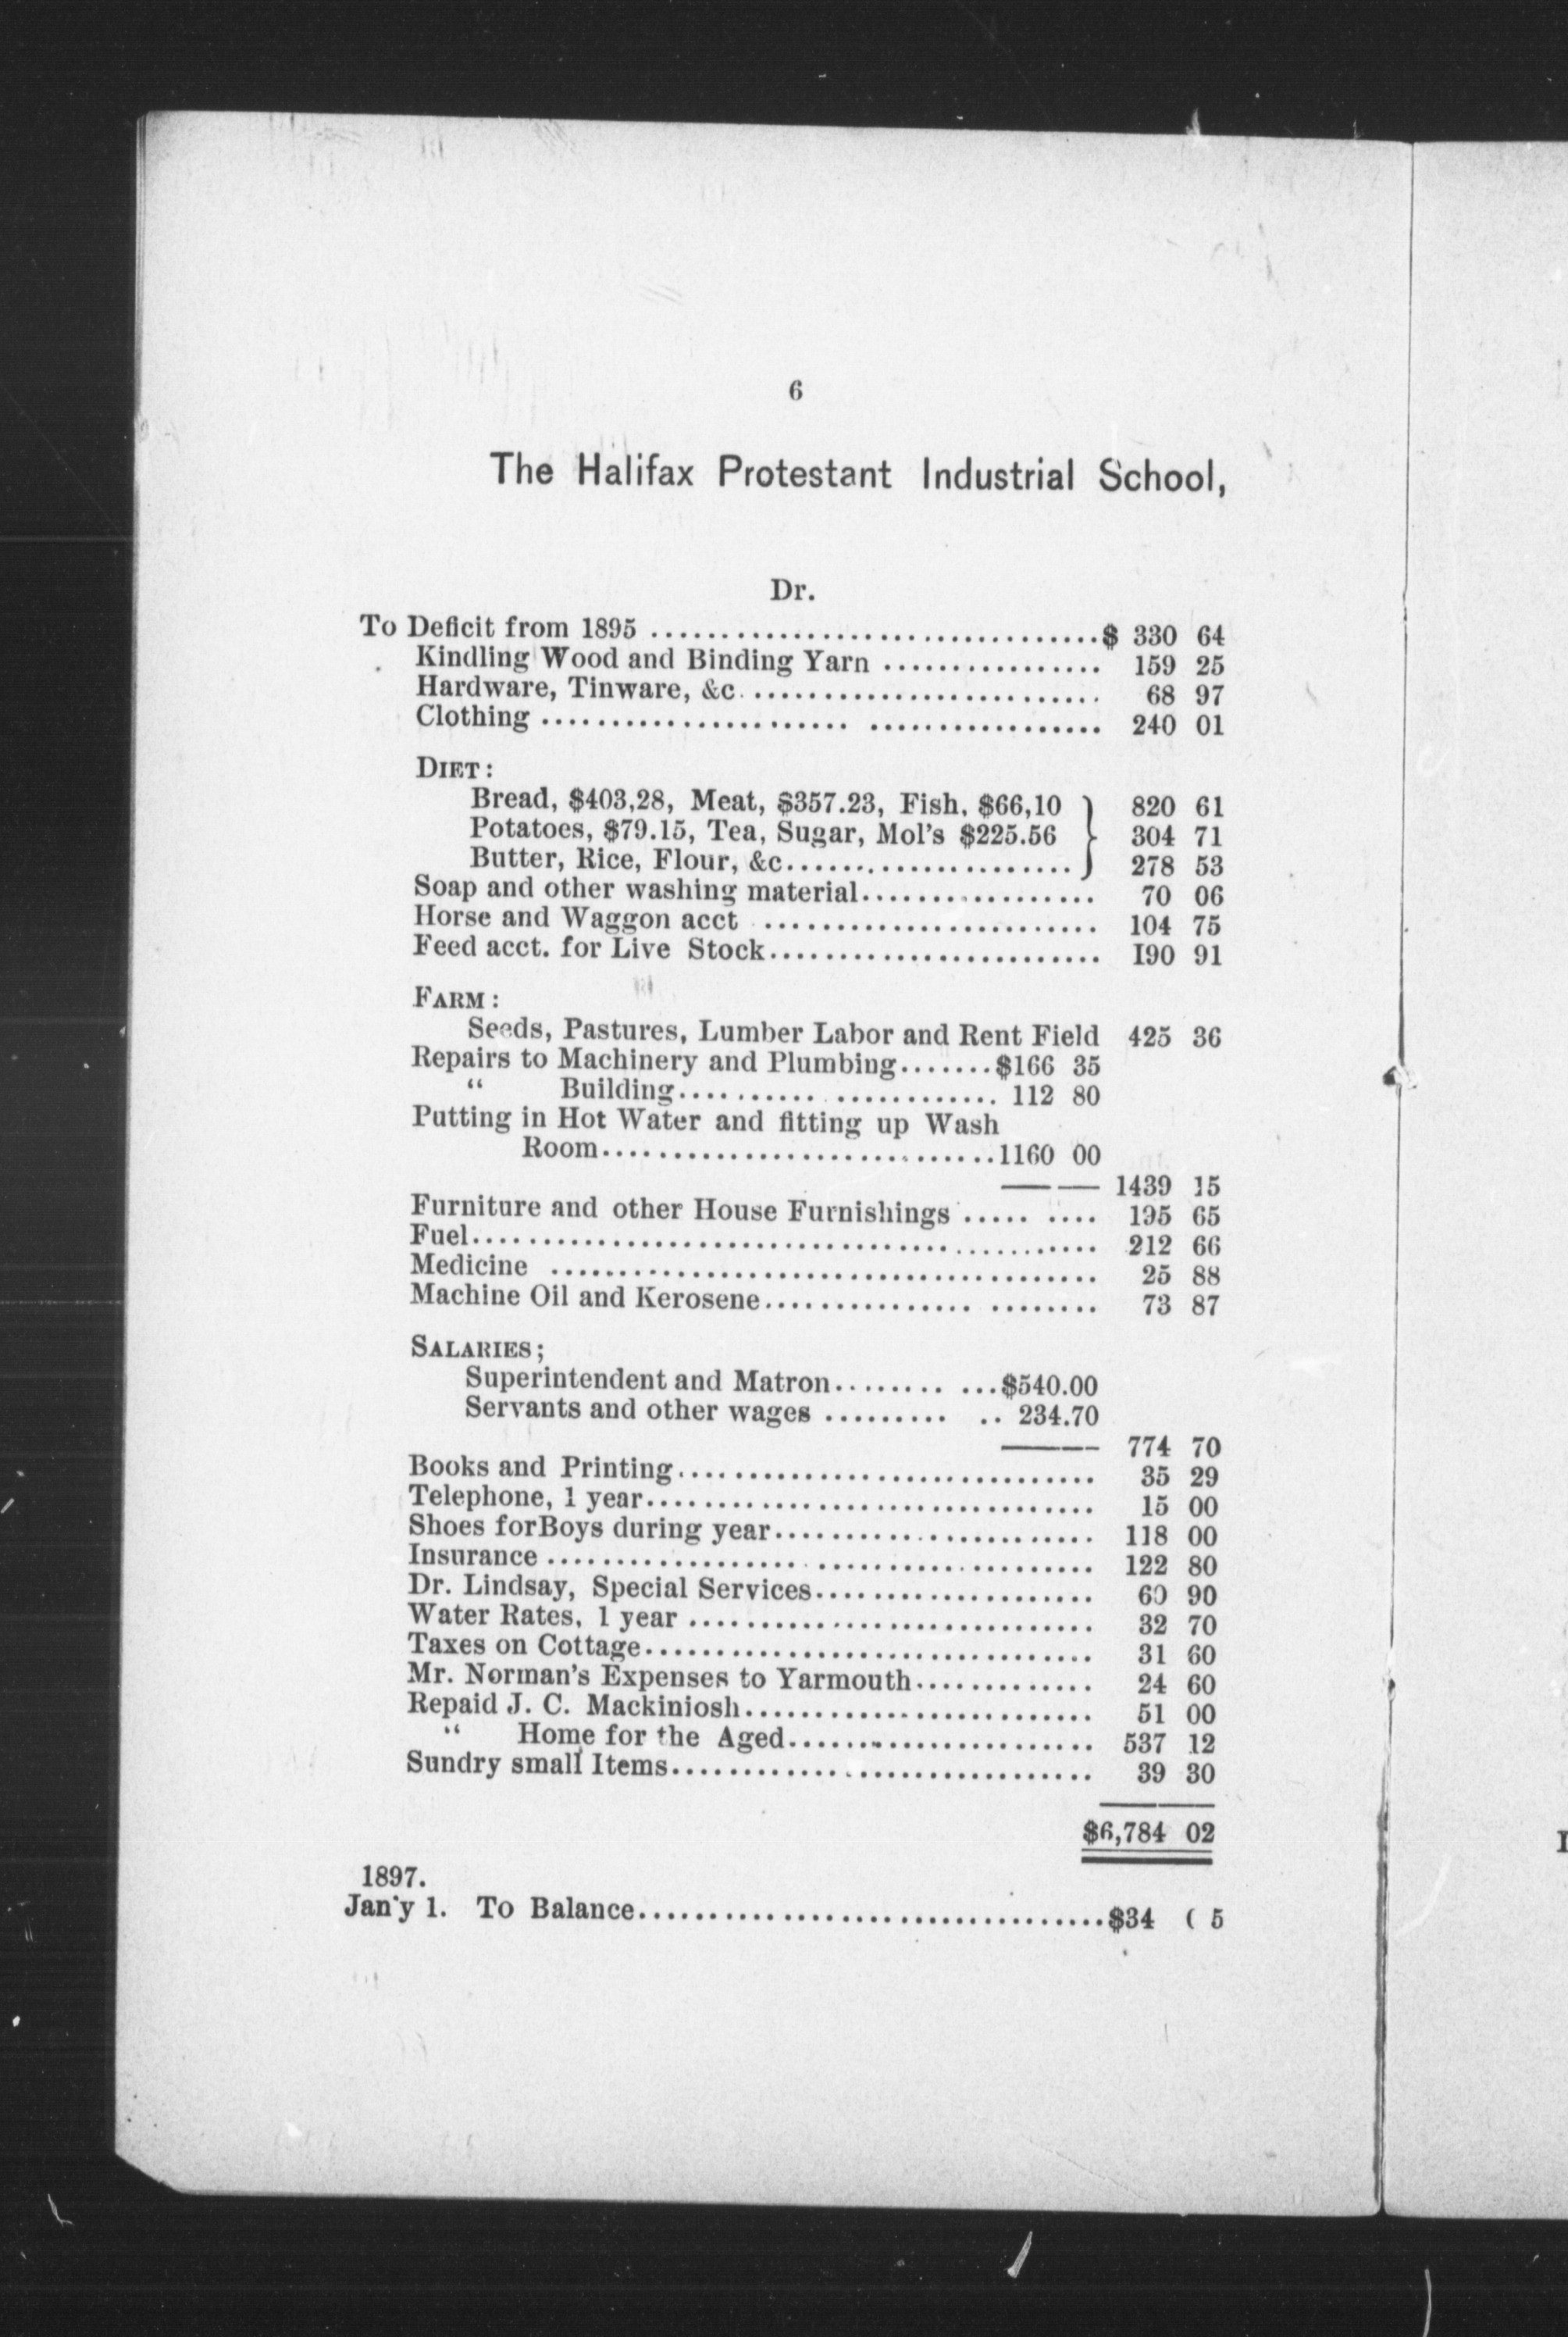 6
The Halifax Protestant Industrial School,
Dr.
To Deficit from 1895 ................................$ 330 64
Kindling Wood and Binding Yarn ................ 159 25
Hardware, Tinware, &c. ......................... 68 97
Clothing ...................... ................. 240 01
DIET:
Bread, $403,28, Meat, $357.23, Fish, $66,10 } 820 61
Potatoes, $79.15, Tea, Sugar, Mol's $225.56 } 304 71
Butter, Rice, Flour, &c...................... } 278 53
Soap and other washing material................. 70 06
Horse and Waggon acct ........................ 104 75
Feed acct. for Live Stock........................ I90 91
FARM:
Seeds, Pastures, Lumber Labor and Rent Field 425 36
Repairs to Machinery and Plumbing.......$166 35
" Building.......... ............ 112 80
Putting in Hot Water and fitting up Wash
Room............................1160 00
—— — 1439 15
Furniture and other House Furnishings ..... .... 195 65
Fuel............................................. 212 66
Medicine ....................................... 25 88
Machine Oil and Kerosene............... ........ 73 87
SALARIES;
Superintendent and Matron........ ...$540.00
Servants and other wages ......... .. 234.70
——— 774 70
Books and Printing.............................. 35 29
Telephone, 1 year................................ 15 00
Shoes forBoys during year....................... 118 00
Insurance .................. .................... 122 80
Dr. Lindsay, Special Services.................... 60 90
Water Rates, 1 year ............................. 32 70
Taxes on Cottage................................ 31 60
Mr. Norman's Expenses to Yarmouth............. 24 60
Repaid J. C. Mackiniosh......................... 51 00
" Home for the Aged...................... 537 12
Sundry small Items.............................. 39 30
$6,784 02
1897.
Jan'y 1. To Balance.................................$34 ( 5